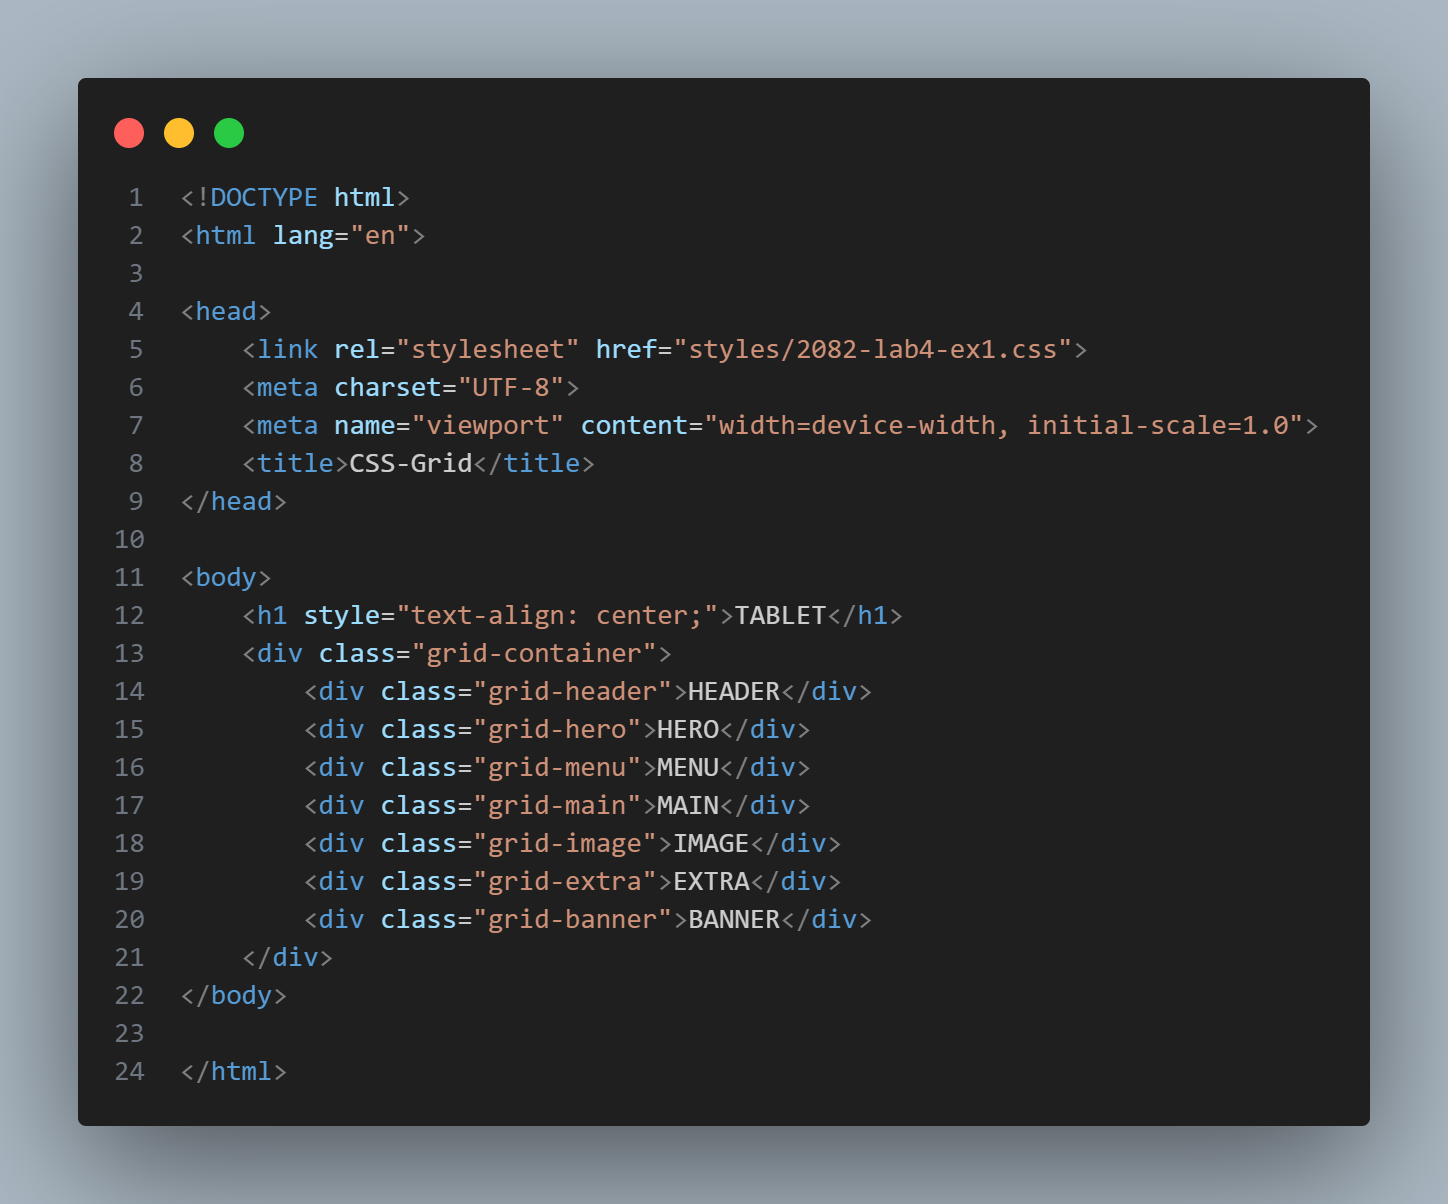 1 <!DOCTYPE html>
2 <html lang="en">
3
4 <head>
5     <link rel="stylesheet" href="styles/2082-lab4-ex1.css">
6     <meta charset="UTF-8">
7     <meta name="viewport" content="width=device-width, initial-scale=1.0">
8     <title>CSS-Grid</title>
9 </head>
10
11 <body>
12     <h1 style="text-align: center;">TABLET</h1>
13     <div class="grid-container">
14         <div class="grid-header">HEADER</div>
15         <div class="grid-hero">HERO</div>
16         <div class="grid-menu">MENU</div>
17         <div class="grid-main">MAIN</div>
18         <div class="grid-image">IMAGE</div>
19         <div class="grid-extra">EXTRA</div>
20         <div class="grid-banner">BANNER</div>
21     </div>
22 </body>
23
24 </html>